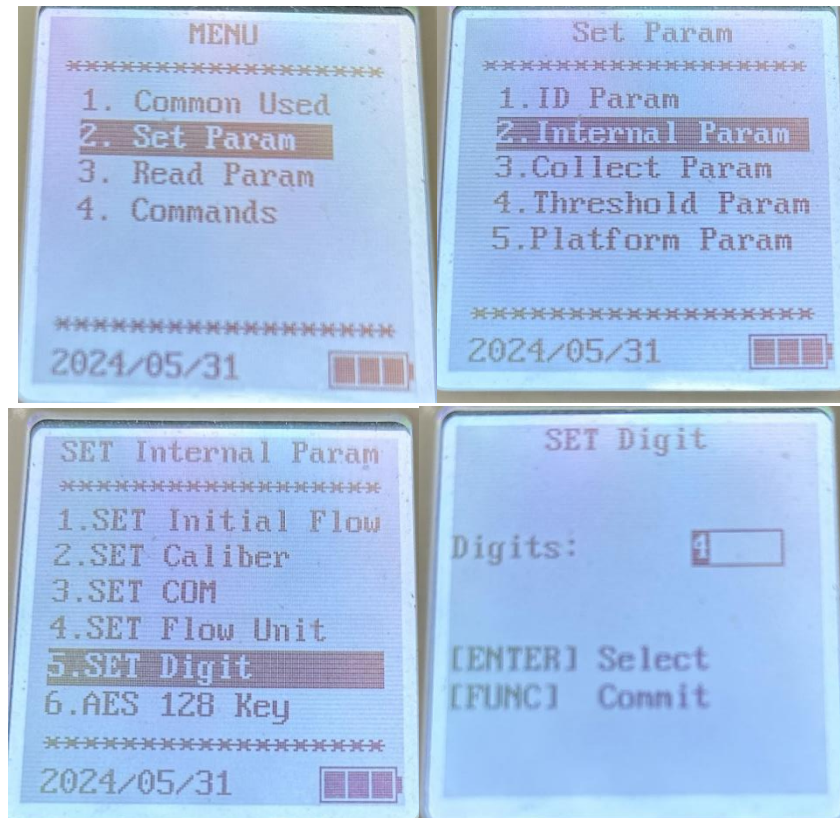 MENU
******************
1. Common Used
2. Set Param
3. Read Param
4. Commands
******************
2024/05/31
Set Param
******************
1.ID Param
2.Internal Param
3.Collect Param
4.Threshold Param
5.Platform Param
******************
2024/05/31
SET Internal Param
******************
1.SET Initial Flow
2.SET Caliber
3.SET COM
4.SET Flow Unit
5.SET Digit
6.AES 128 Key
******************
2024/05/31
SET Digit
Digits: 4
[ENTER] Select
[FUNC] Commit